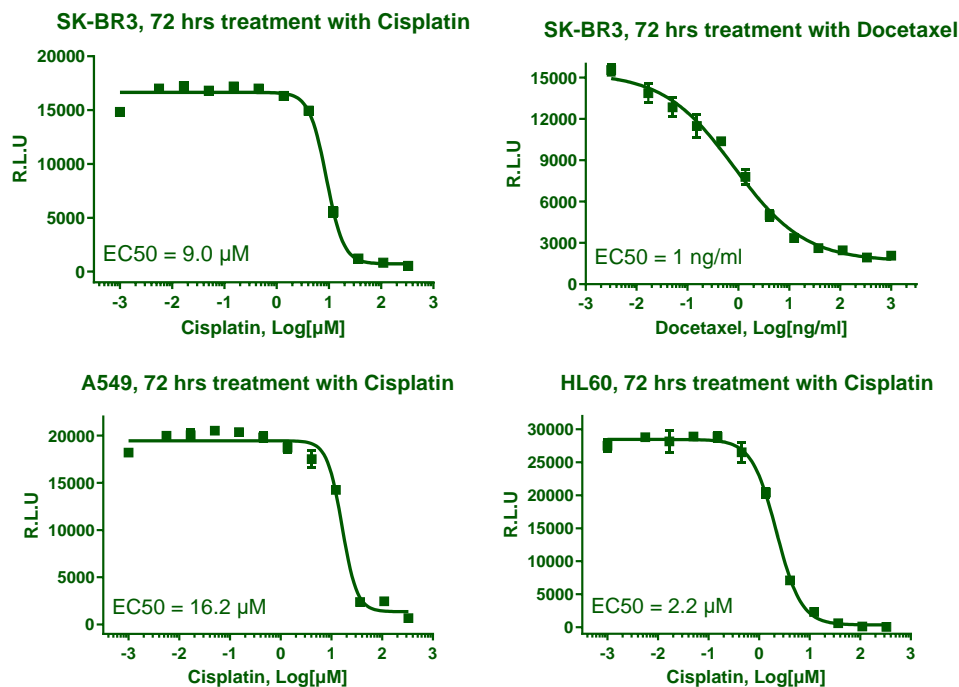 SK-BR3, 72 hrs treatment with Cisplatin
20000
15000
10000
5000
0
R.L.U
EC50 = 9.0 µM
-3 -2 -1 0 1 2 3
Cisplatin, Log[µM]
SK-BR3, 72 hrs treatment with Docetaxel
15000
12000
9000
6000
3000
0
R.L.U
EC50 = 1 ng/ml
-3 -2 -1 0 1 2 3
Docetaxel, Log[ng/ml]
A549, 72 hrs treatment with Cisplatin
20000
15000
10000
5000
0
R.L.U
EC50 = 16.2 µM
-3 -2 -1 0 1 2 3
Cisplatin, Log[µM]
HL60, 72 hrs treatment with Cisplatin
30000
25000
20000
15000
10000
5000
0
R.L.U
EC50 = 2.2 µM
-3 -2 -1 0 1 2 3
Cisplatin, Log[µM]